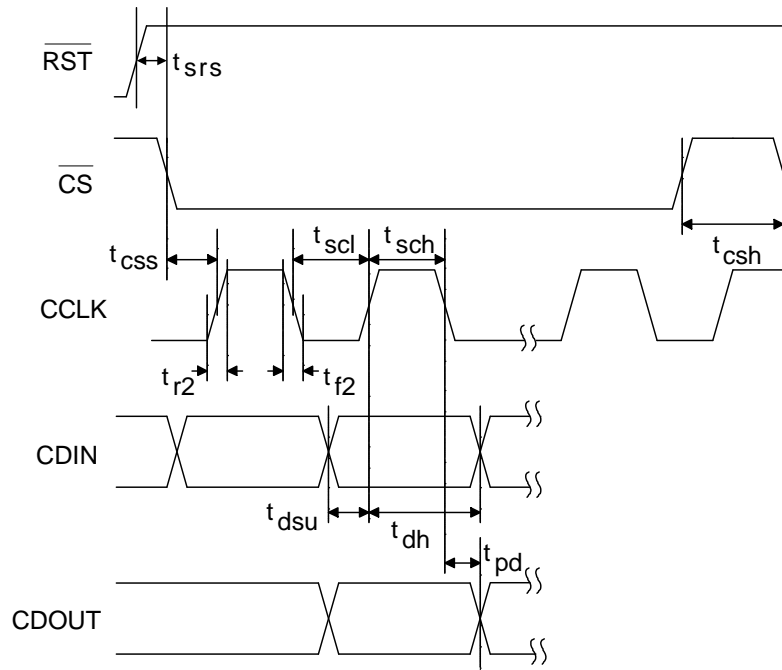 RST
t srs
CS
t css
t scl
t sch
t csh
CCLK
t r2
t f2
CDIN
t dsu
t dh
t pd
CDOUT